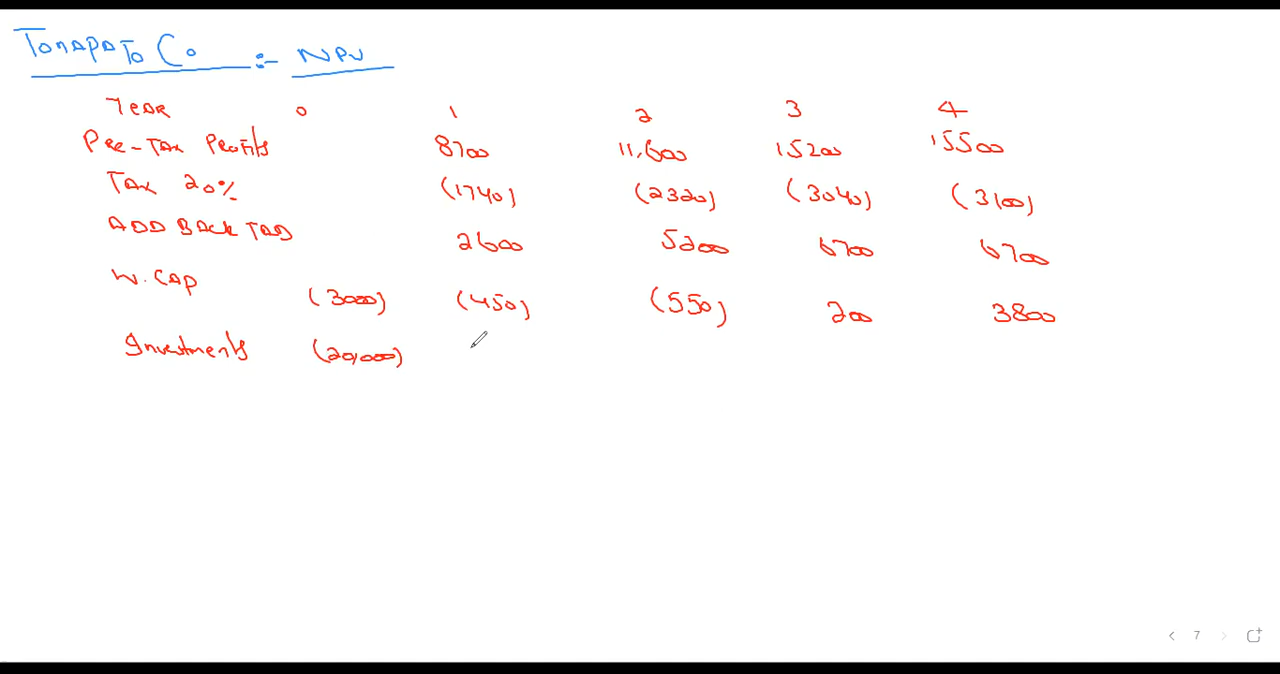 Tonapato Co :- NPV
Year 0 1 2 3 4
Pre-Tax Profits 8700 11,600 15200 15500
Tax 20% (1740) (2320) (3040) (3100)
ADD BACK TAD 2600 5200 6700 6700
W. CAP (3000) (450) (550) 200 3800
Investments (20,000)
< 7 >